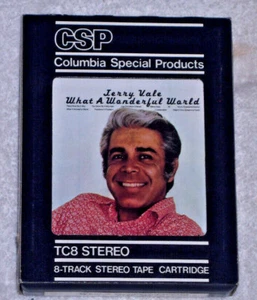 CSP
Columbia Special Products
Jerry Vale
What A Wonderful World
TC8 STEREO
8-TRACK STEREO TAPE CARTRIDGE